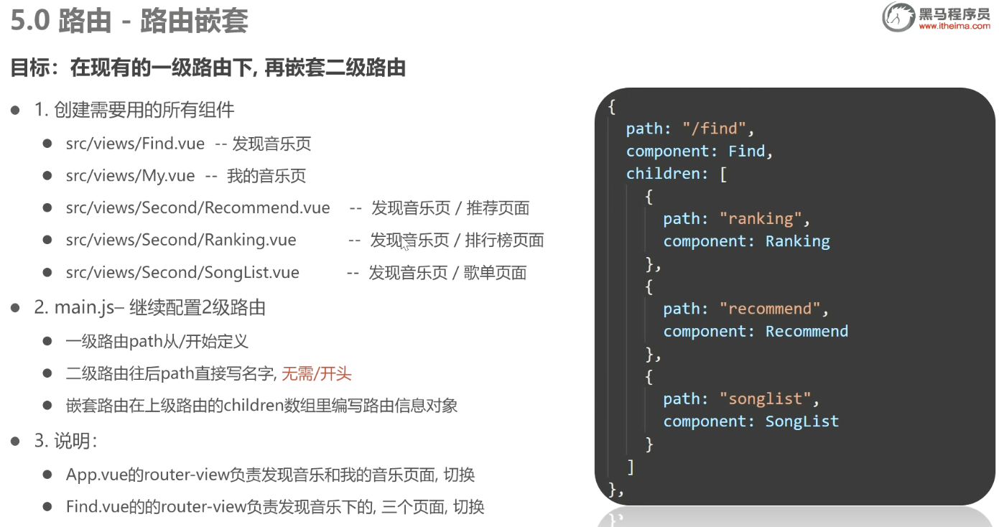 5.0 路由 - 路由嵌套
黑马程序员
www.itheima.com
目标：在现有的一级路由下, 再嵌套二级路由
1. 创建需要用的所有组件
src/views/Find.vue -- 发现音乐页
src/views/My.vue -- 我的音乐页
src/views/Second/Recommend.vue -- 发现音乐页 / 推荐页面
src/views/Second/Ranking.vue -- 发现音乐页 / 排行榜页面
src/views/Second/SongList.vue -- 发现音乐页 / 歌单页面
2. main.js– 继续配置2级路由
一级路由path从/开始定义
二级路由往后path直接写名字, 无需/开头
嵌套路由在上级路由的children数组里编写路由信息对象
3. 说明：
App.vue的router-view负责发现音乐和我的音乐页面, 切换
Find.vue的的router-view负责发现音乐下的, 三个页面, 切换
{
path: "/find",
component: Find,
children: [
{
path: "ranking",
component: Ranking
},
{
path: "recommend",
component: Recommend
},
{
path: "songlist",
component: SongList
}
]
},